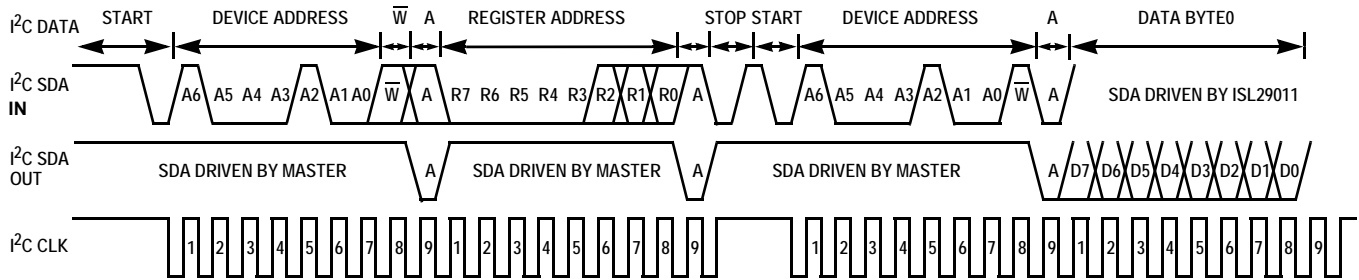 I²C DATA START DEVICE ADDRESS W̅ A REGISTER ADDRESS STOP START DEVICE ADDRESS A DATA BYTE0
I²C SDA IN A6 A5 A4 A3 A2 A1 A0 W̅ A R7 R6 R5 R4 R3 R2 R1 R0 A A6 A5 A4 A3 A2 A1 A0 W̅ A SDA DRIVEN BY ISL29011
I²C SDA OUT SDA DRIVEN BY MASTER A SDA DRIVEN BY MASTER A SDA DRIVEN BY MASTER A D7 D6 D5 D4 D3 D2 D1 D0
I²C CLK 1 2 3 4 5 6 7 8 9 1 2 3 4 5 6 7 8 9 1 2 3 4 5 6 7 8 9 1 2 3 4 5 6 7 8 9